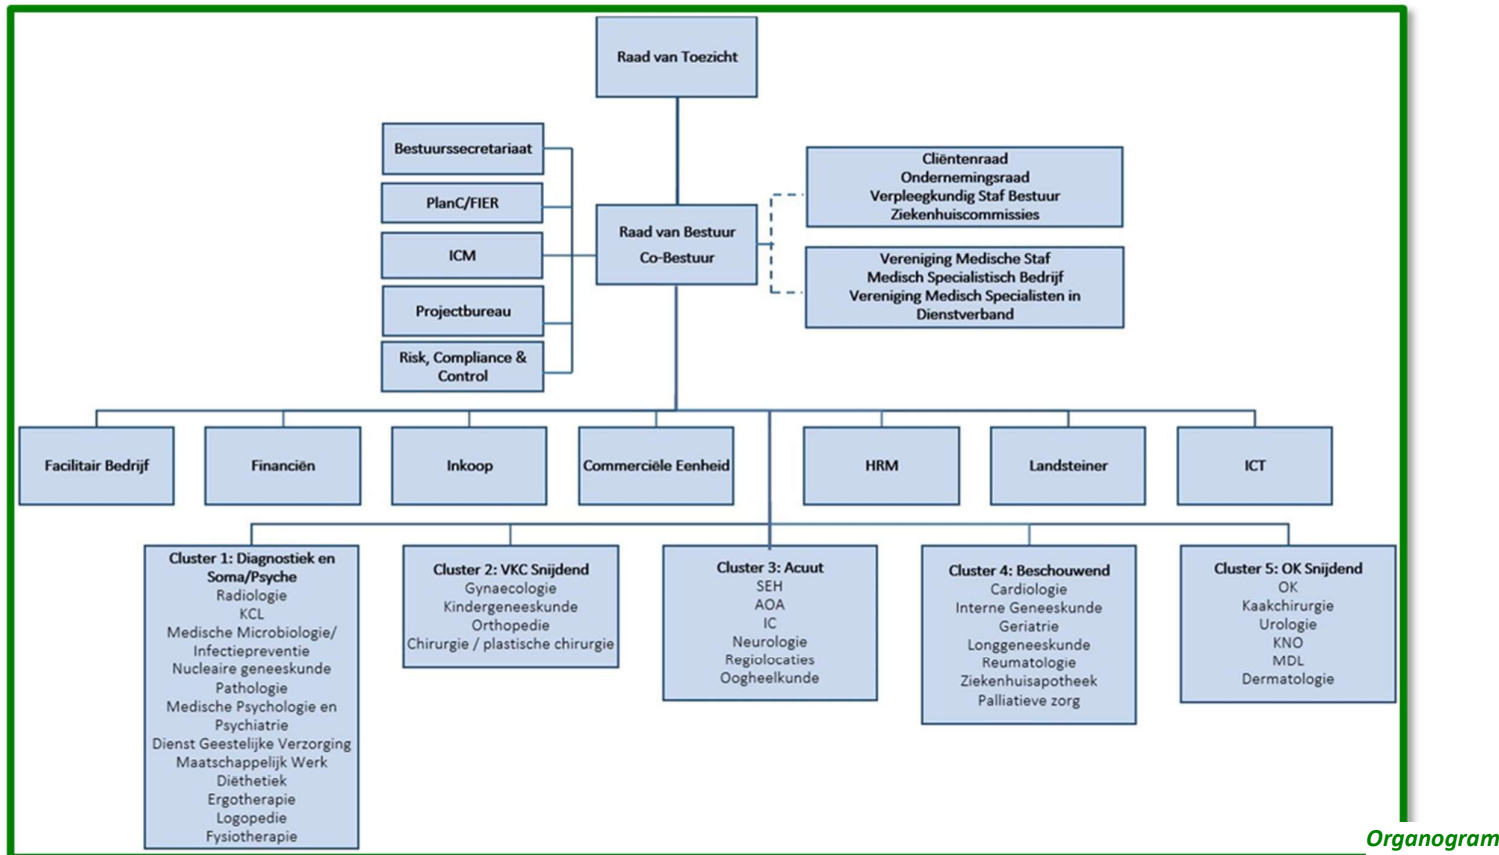 Raad van Toezicht
Bestuurssecretariaat
PlanC/FIER
ICM
Projectbureau
Risk, Compliance &
Control
Raad van Bestuur
Co-Bestuur
Cliëntenraad
Ondernemingsraad
Verpleegkundig Staf Bestuur
Ziekenhuiscommissies
Vereniging Medische Staf
Medisch Specialistisch Bedrijf
Vereniging Medisch Specialisten in
Dienstverband
Facilitair Bedrijf
Financiën
Inkoop
Commerciële Eenheid
HRM
Landsteiner
ICT
Cluster 1: Diagnostiek en
Soma/Psyche
Radiologie
KCL
Medische Microbiologie/
Infectiepreventie
Nucleaire geneeskunde
Pathologie
Medische Psychologie en
Psychiatrie
Dienst Geestelijke Verzorging
Maatschappelijk Werk
Diëthetiek
Ergotherapie
Logopedie
Fysiotherapie
Cluster 2: VKC Snijdend
Gynaecologie
Kindergeneeskunde
Orthopedie
Chirurgie / plastische chirurgie
Cluster 3: Acuut
SEH
AOA
IC
Neurologie
Regiolocaties
Oogheelkunde
Cluster 4: Beschouwend
Cardiologie
Interne Geneeskunde
Geriatrie
Longgeneeskunde
Reumatologie
Ziekenhuisapotheek
Palliatieve zorg
Cluster 5: OK Snijdend
OK
Kaakchirurgie
Urologie
KNO
MDL
Dermatologie
Organogram